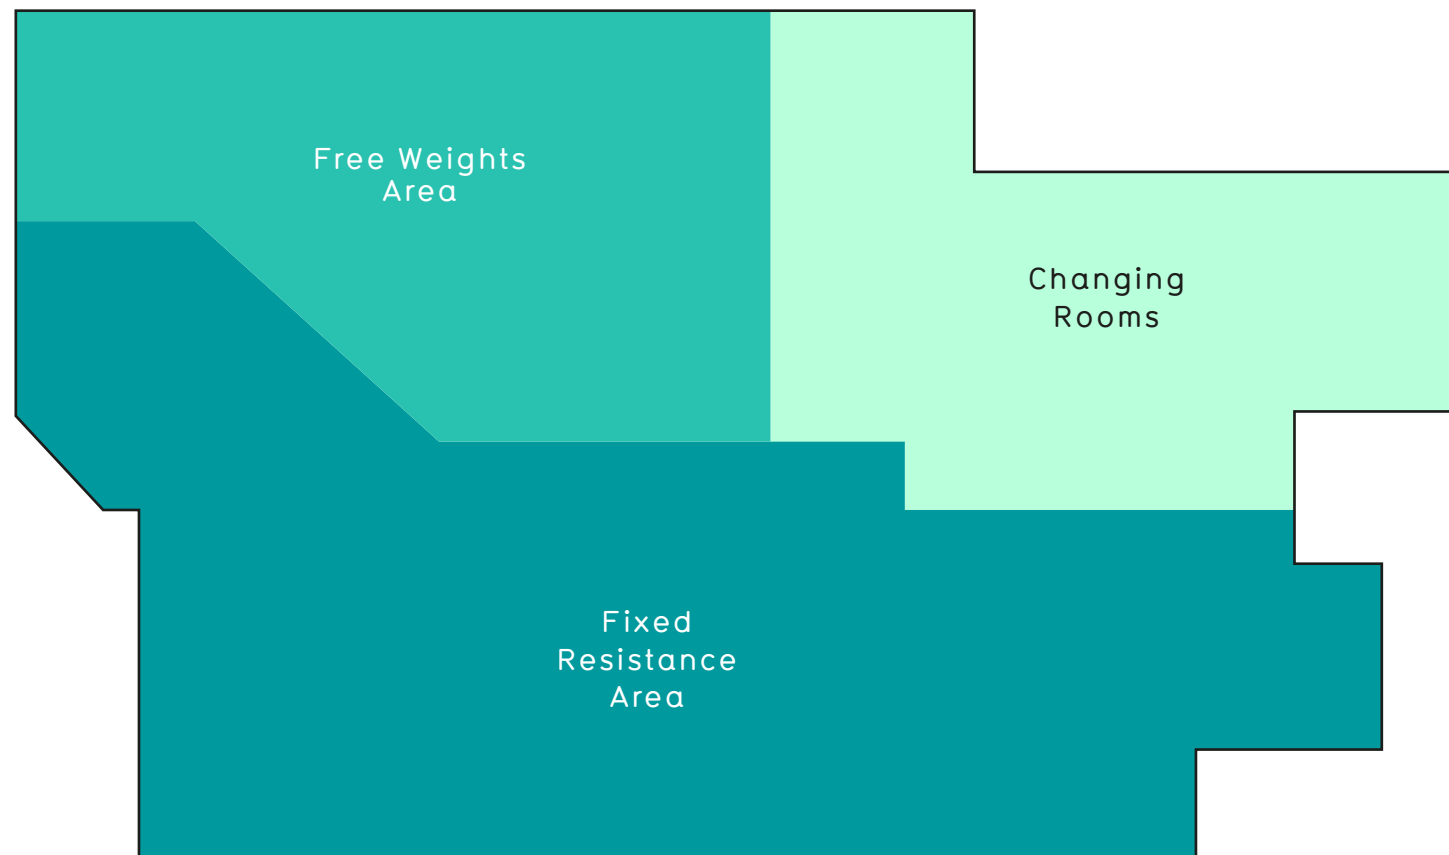 Free Weights
Area
Changing
Rooms
Fixed
Resistance
Area